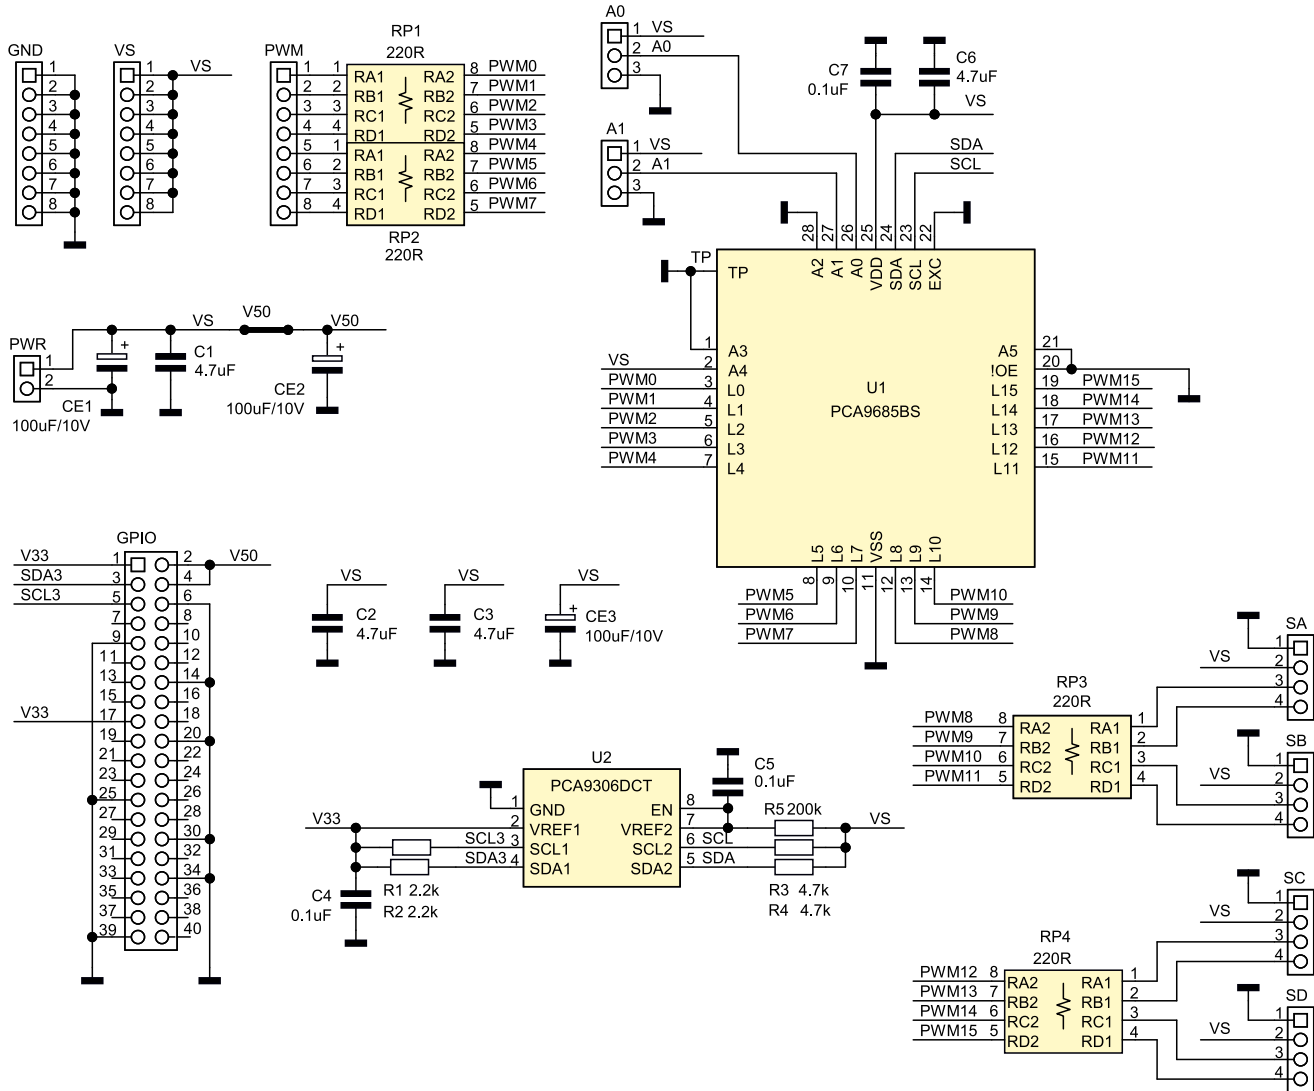 GND
1
2
3
4
5
6
7
8
VS
1
2
3
4
5
6
7
8
VS
PWM
1
2
3
4
5
6
7
8
RP1
220R
1 RA1 RA2 8 PWM0
2 RB1 RB2 7 PWM1
3 RC1 RC2 6 PWM2
4 RD1 RD2 5 PWM3
1 RA1 RA2 8 PWM4
2 RB1 RB2 7 PWM5
3 RC1 RC2 6 PWM6
4 RD1 RD2 5 PWM7
RP2
220R
A0
1 VS
2 A0
3
A1
1 VS
2 A1
3
C7
0.1uF
C6
4.7uF
VS
SDA
SCL
28 27 26 25 24 23 22
A2 A1 A0 VDD SDA SCL EXC
TP
TP
1 A3
VS 2 A4
PWM0 3 L0
PWM1 4 L1
PWM2 5 L2
PWM3 6 L3
PWM4 7 L4
U1
PCA9685BS
A5 21
!OE 20
L15 19 PWM15
L14 18 PWM14
L13 17 PWM13
L12 16 PWM12
L11 15 PWM11
L5 L6 L7 VSS L8 L9 L10
8 9 10 11 12 13 14
PWM5
PWM6
PWM7
PWM10
PWM9
PWM8
PWR
1
2
VS
V50
V50
+
CE1
100uF/10V
C1
4.7uF
+
CE2
100uF/10V
GPIO
V33 1 2 V50
SDA3 3 4
SCL3 5 6
7 8
9 10
11 12
13 14
15 16
V33 17 18
19 20
21 22
23 24
25 26
27 28
29 30
31 32
33 34
35 36
37 38
39 40
VS
C2
4.7uF
VS
C3
4.7uF
VS
+
CE3
100uF/10V
U2
PCA9306DCT
1 GND EN 8
V33 2 VREF1 VREF2 7
SCL3 3 SCL1 SCL2 6 SCL
SDA3 4 SDA1 SDA2 5 SDA
C5
0.1uF
R5 200k
VS
R1 2.2k
R2 2.2k
C4
0.1uF
R3 4.7k
R4 4.7k
RP3
220R
PWM8 8 RA2 RA1 1
PWM9 7 RB2 RB1 2
PWM10 6 RC2 RC1 3
PWM11 5 RD2 RD1 4
SA
1
VS 2
3
4
SB
1
VS 2
3
4
RP4
220R
PWM12 8 RA2 RA1 1
PWM13 7 RB2 RB1 2
PWM14 6 RC2 RC1 3
PWM15 5 RD2 RD1 4
SC
1
VS 2
3
4
SD
1
VS 2
3
4